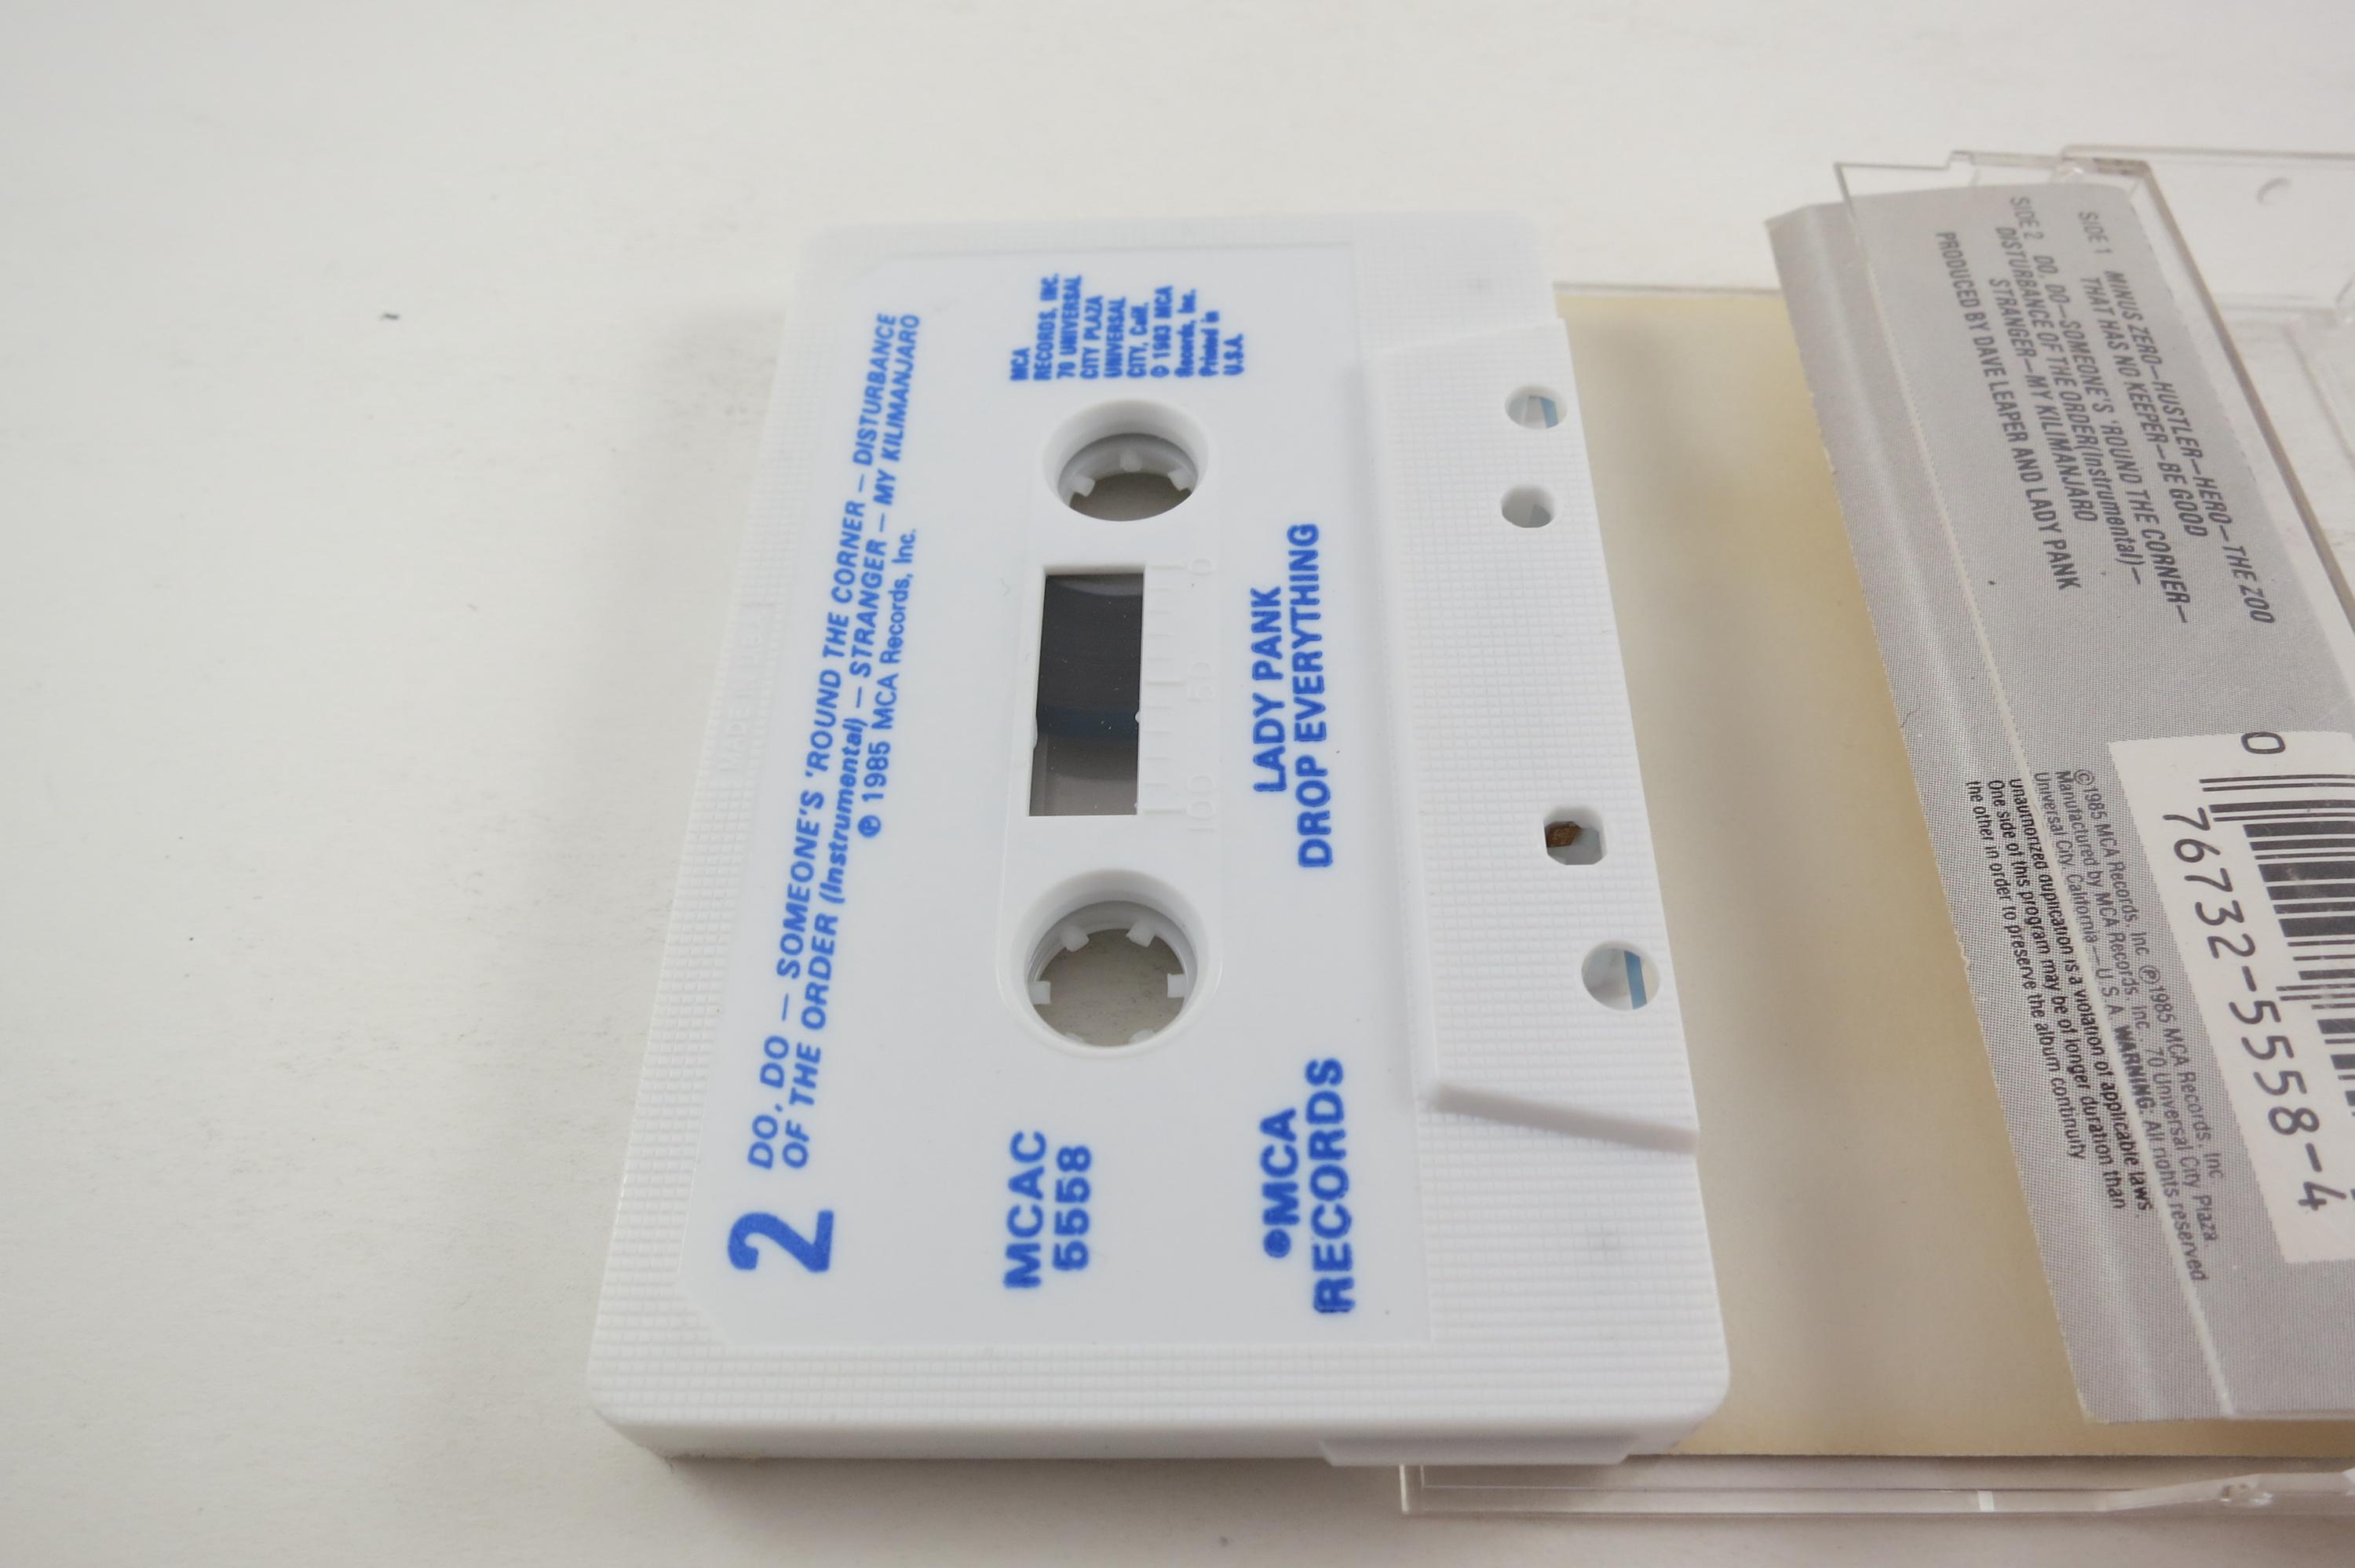 2
DO, DO — SOMEONE'S 'ROUND THE CORNER — DISTURBANCE
OF THE ORDER (Instrumental) — STRANGER — MY KILIMANJARO
℗ 1985 MCA Records, Inc.
MCAC
5558
MCA
RECORDS, INC.
70 UNIVERSAL
CITY PLAZA
UNIVERSAL
CITY, Calif.
© 1983 MCA
Records, Inc.
Printed in
U.S.A.
0
50
100
LADY PANK
DROP EVERYTHING
MCA
RECORDS
MADE IN U.S.A.
SIDE 1 MINUS ZERO—HUSTLER—HERO—THE ZOO
THAT HAS NO KEEPER—BE GOOD
SIDE 2 DO, DO—SOMEONE'S 'ROUND THE CORNER—
DISTURBANCE OF THE ORDER(Instrumental)—
STRANGER—MY KILIMANJARO
PRODUCED BY DAVE LEAPER AND LADY PANK
©1985 MCA Records, Inc. ℗1985 MCA Records, Inc.
Manufactured by MCA Records, Inc., 70 Universal City Plaza,
Universal City, California—U.S.A. WARNING: All rights reserved
unauthorized duplication is a violation of applicable laws.
One side of this program may be of longer duration than
the other in order to preserve the album continuity
0
76732-5558-4